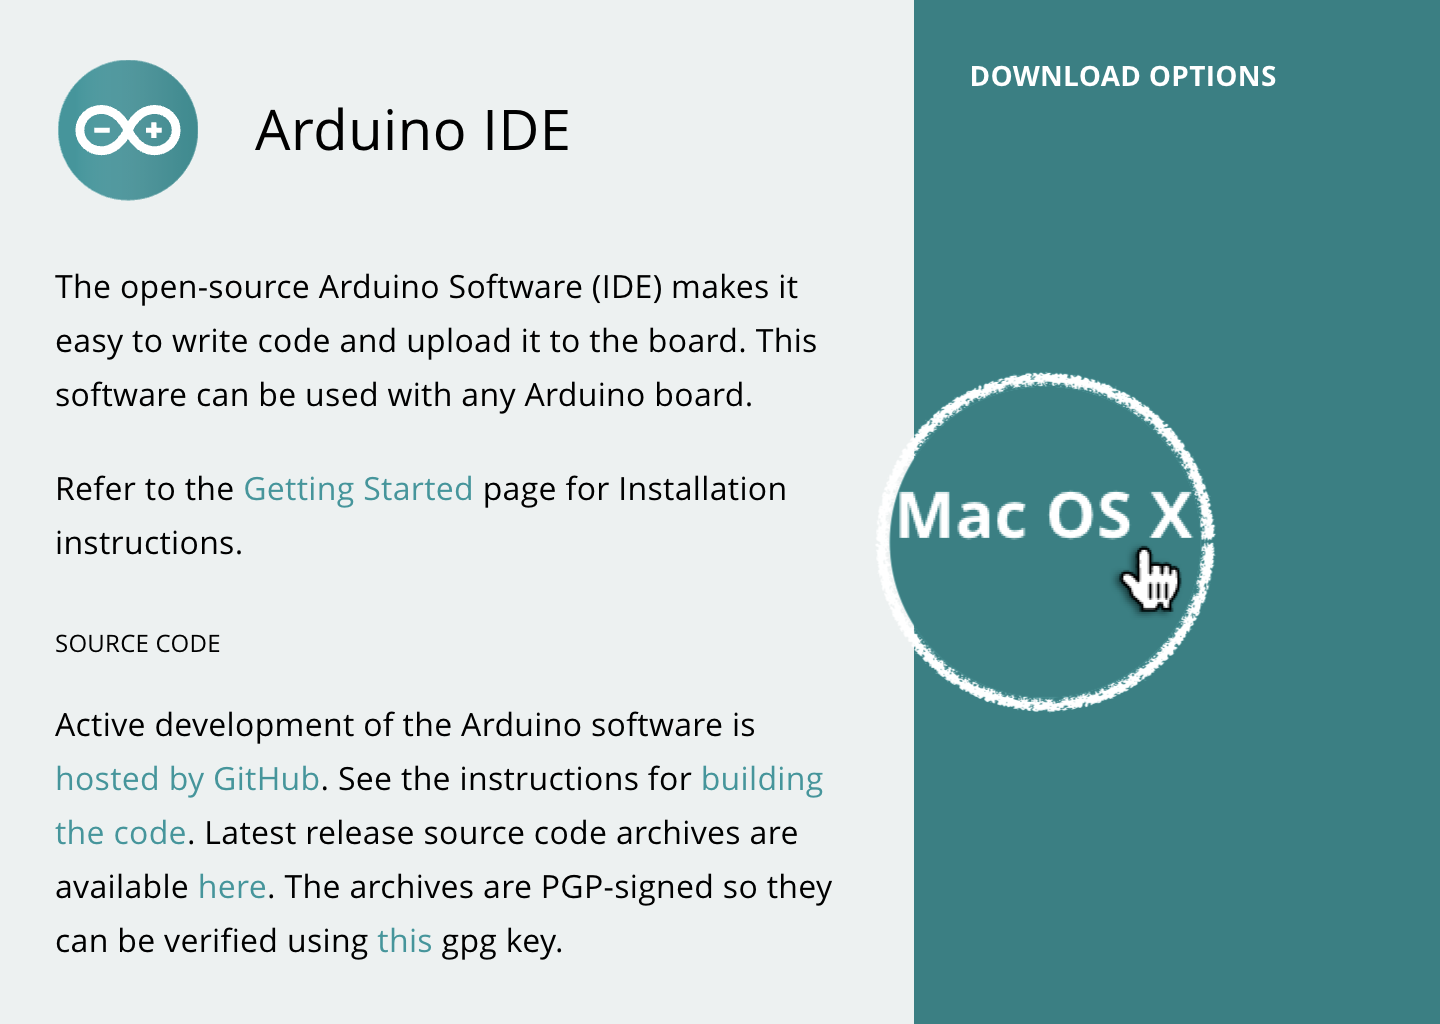 Arduino IDE
The open-source Arduino Software (IDE) makes it
easy to write code and upload it to the board. This
software can be used with any Arduino board.
Refer to the Getting Started page for Installation
instructions.
SOURCE CODE
Active development of the Arduino software is
hosted by GitHub. See the instructions for building
the code. Latest release source code archives are
available here. The archives are PGP-signed so they
can be verified using this gpg key.
DOWNLOAD OPTIONS
Mac OS X